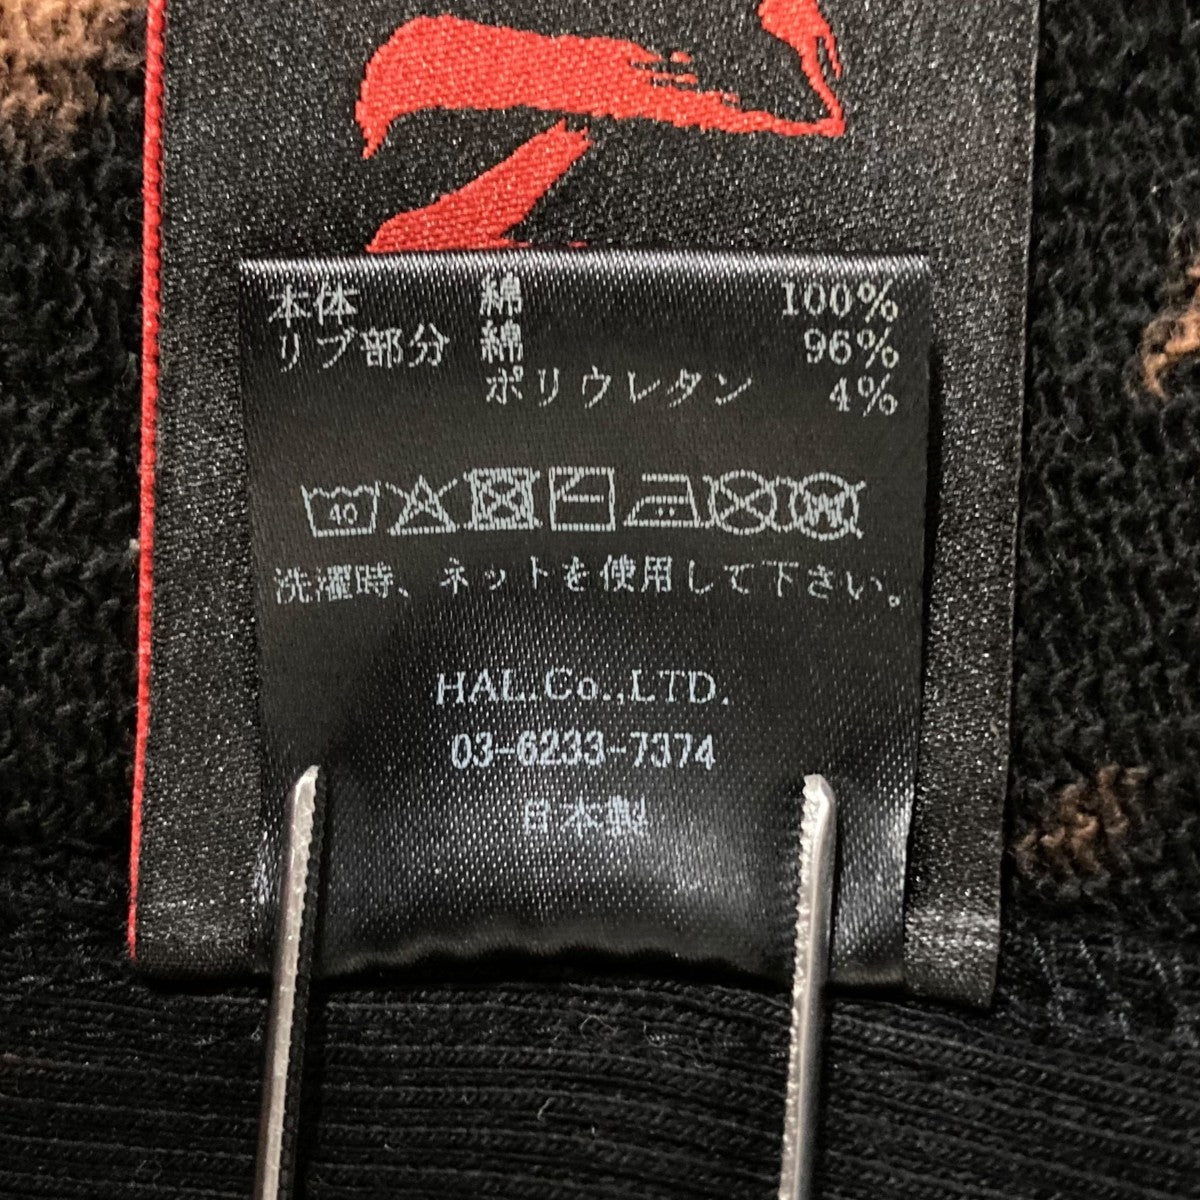 本体 綿 100%
リブ部分 綿 96%
ポリウレタン 4%
40
洗濯時、ネットを使用して下さい。
HAL.Co.,LTD.
03-6233-7374
日本製